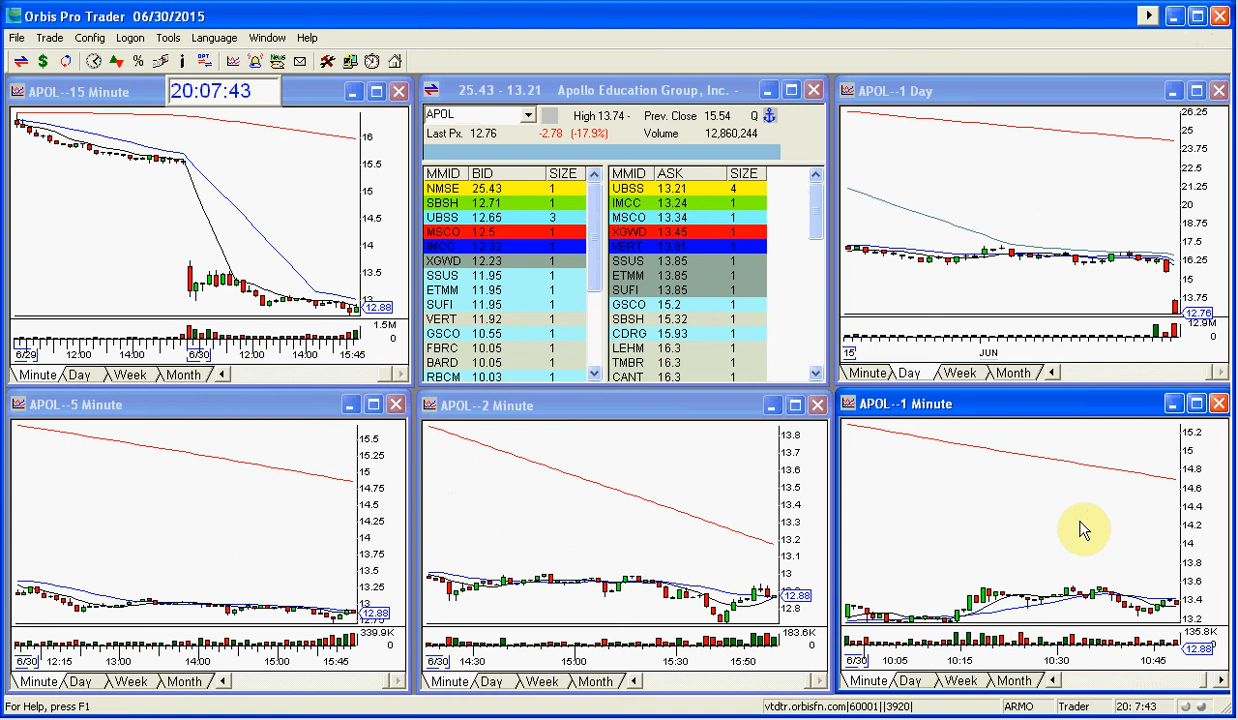 Orbis Pro Trader 06/30/2015
File Trade Config Logon Tools Language Window Help
APOL--15 Minute
20:07:43
16
15.5
15
14.5
14
13.5
13
12.88
1.5M
0
6/29 12:00 14:00 6/30 12:00 14:00 15:45
Minute Day Week Month
25.43 - 13.21 Apollo Education Group, Inc. -
APOL High 13.74 - Prev. Close 15.54 Q
Last Px. 12.76 -2.78 (-17.9%) Volume 12,860,244
MMID BID SIZE MMID ASK SIZE
NMSE 25.43 1 UBSS 13.21 4
SBSH 12.71 1 IMCC 13.24 1
UBSS 12.65 3 MSCO 13.34 1
MSCO 12.5 1 XGWD 13.45 1
IMCC 12.32 1 VERT 13.81 1
XGWD 12.23 1 SSUS 13.85 1
SSUS 11.95 1 ETMM 13.85 1
ETMM 11.95 1 SUFI 13.85 1
SUFI 11.95 1 GSCO 15.2 1
VERT 11.92 1 SBSH 15.32 1
GSCO 10.55 1 CDRG 15.93 1
FBRC 10.05 1 LEHM 16.3 1
BARD 10.05 1 TMBR 16.3 1
RBCM 10.03 1 CANT 16.3 1
APOL--1 Day
26.25
25
23.75
22.5
21.25
20
18.75
17.5
16.25
15
13.75
12.76
12.9M
0
15 JUN
Minute Day Week Month
APOL--5 Minute
15.5
15.25
15
14.75
14.5
14.25
14
13.75
13.5
13.25
13
12.88
12.75
339.9K
0
6/30 12:15 13:00 14:00 15:00 15:45
Minute Day Week Month
APOL--2 Minute
13.8
13.7
13.6
13.5
13.4
13.3
13.2
13.1
13
12.88
12.8
183.6K
0
6/30 14:30 15:00 15:30 15:50
Minute Day Week Month
APOL--1 Minute
15.2
15
14.8
14.6
14.4
14.2
14
13.8
13.6
13.4
13.2
135.8K
12.88
6/30 10:05 10:15 10:30 10:45
Minute Day Week Month
For Help, press F1 vtdtr.orbisfn.com|60001||3920| ARMO Trader 20: 7:43